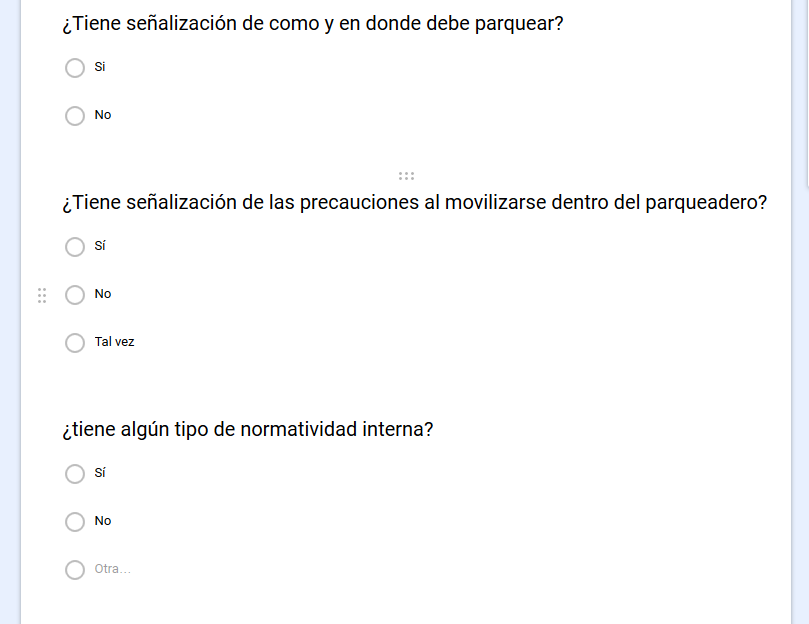 ¿Tiene señalización de como y en donde debe parquear?
Si
No
¿Tiene señalización de las precauciones al movilizarse dentro del parqueadero?
Sí
No
Tal vez
¿tiene algún tipo de normatividad interna?
Sí
No
Otra...